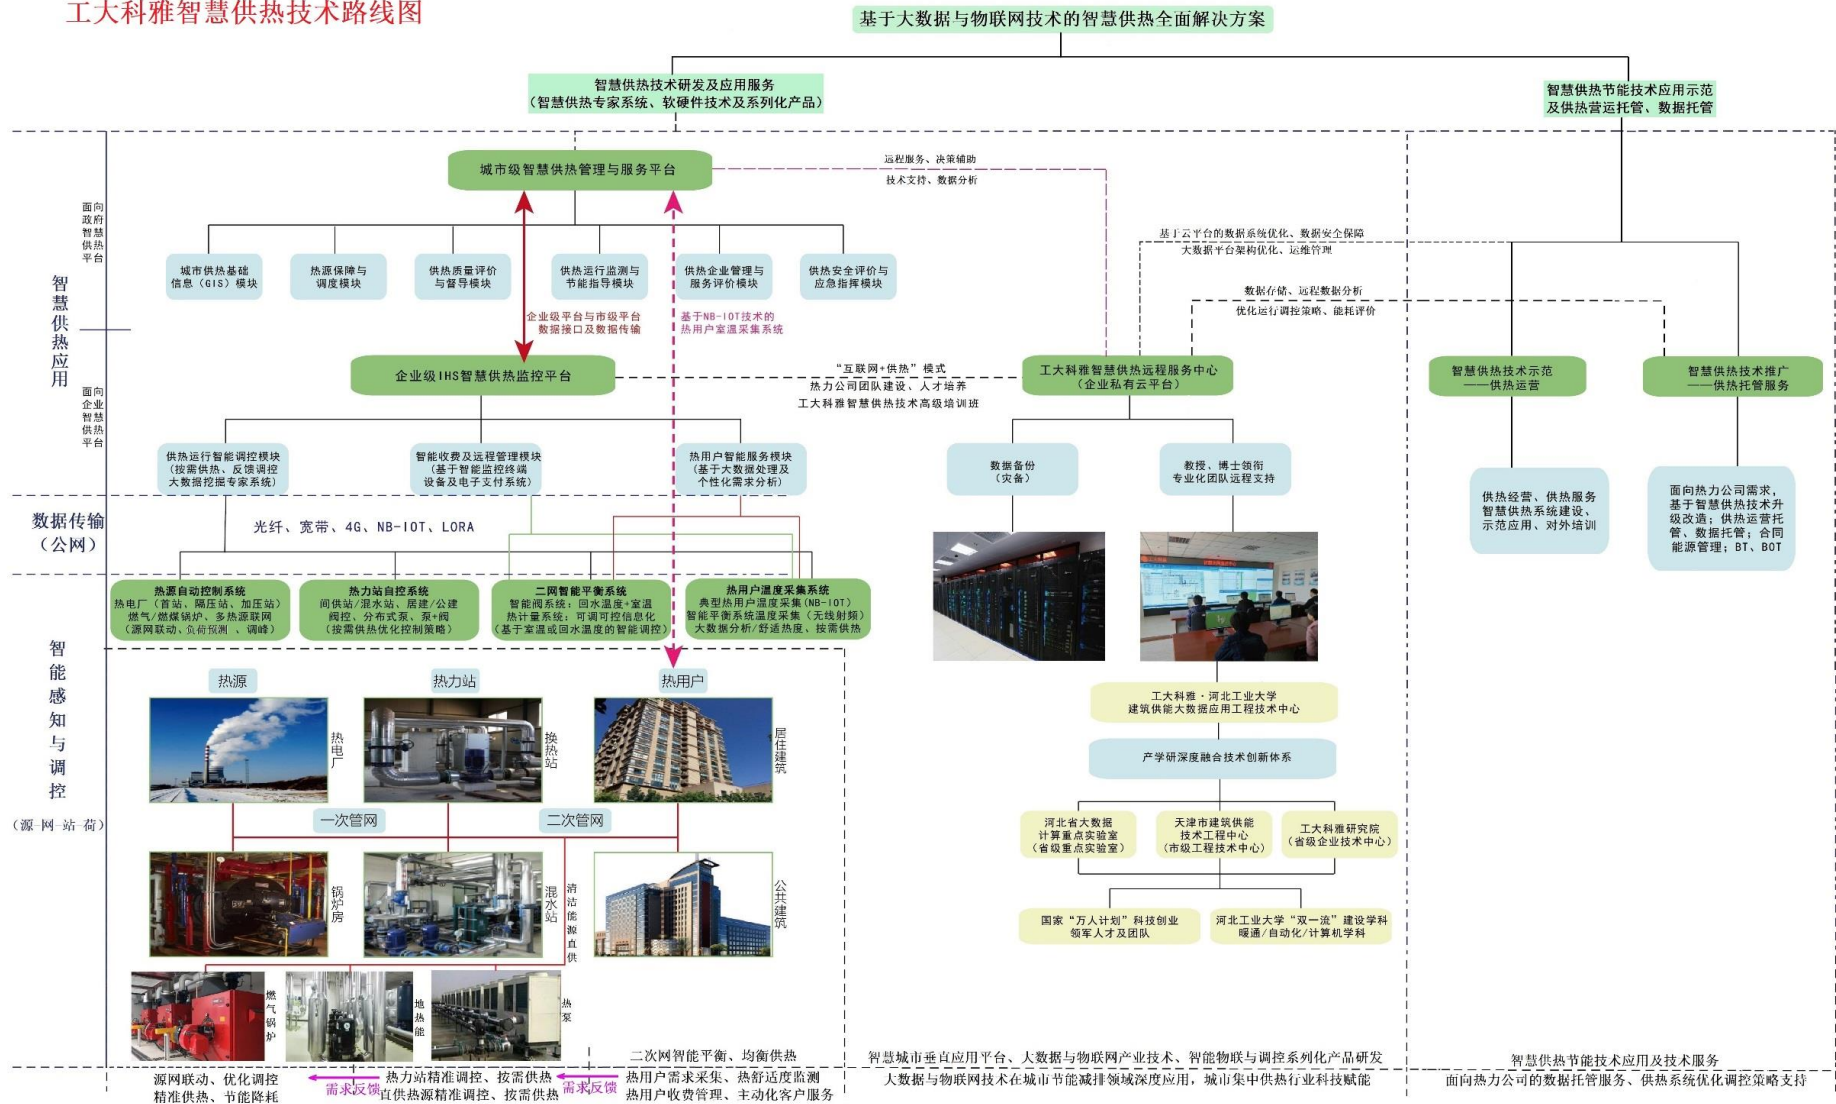 工大科雅智慧供热技术路线图
基于大数据与物联网技术的智慧供热全面解决方案
智慧供热技术研发及应用服务
（智慧供热专家系统、软硬件技术及系列化产品）
智慧供热节能技术应用示范
及供热营运托管、数据托管
城市级智慧供热管理与服务平台
远程服务、决策辅助
技术支持、数据分析
面向
政府
智慧
供热
平台
基于云平台的数据系统优化、数据安全保障
大数据平台架构优化、运维管理
城市供热基础
信息（GIS）模块
热源保障与
调度模块
供热质量评价
与督导模块
供热运行监测与
节能指导模块
供热企业管理与
服务评价模块
供热安全评价与
应急指挥模块
数据存储、远程数据分析
优化运行调控策略、能耗评价
企业级平台与市级平台
数据接口及数据传输
基于NB-IOT技术的
热用户室温采集系统
智慧供热应用
企业级IHS智慧供热监控平台
“互联网+供热”模式
热力公司团队建设、人才培养
工大科雅智慧供热技术高级培训班
工大科雅智慧供热远程服务中心
（企业私有云平台）
智慧供热技术示范
——供热运营
智慧供热技术推广
——供热托管服务
面向
企业
智慧
供热
平台
供热运行智能调控模块
（按需供热、反馈调控
大数据挖掘专家系统）
智能收费及远程管理模块
（基于智能监控终端
设备及电子支付系统）
热用户智能服务模块
（基于大数据处理及
个性化需求分析）
数据备份
（灾备）
教授、博士领衔
专业化团队远程支持
供热经营、供热服务
智慧供热系统建设、
示范应用、对外培训
面向热力公司需求，
基于智慧供热技术升
级改造；供热运营托
管、数据托管；合同
能源管理；BT、BOT
数据传输
（公网）
光纤、宽带、4G、NB-IOT、LORA
热源自动控制系统
热电厂（首站、隔压站、加压站）
燃气/燃煤锅炉、多热源联网
（源网联动、负荷预测 、调峰）
热力站自控系统
间供站/混水站、居建/公建
阀控、分布式泵、泵+阀
（按需供热优化控制策略）
二网智能平衡系统
智能阀系统：回水温度+室温
热计量系统：可调可控信息化
（基于室温或回水温度的智能调控）
热用户温度采集系统
典型热用户温度采集(NB-IOT)
智能平衡系统温度采集（无线射频）
大数据分析/舒适热度、按需供热
智能感知与调控
（源-网-站-荷）
热源
热力站
热用户
热电厂
换热站
居住建筑
一次管网
二次管网
锅炉房
混水站
清洁能源直供
公共建筑
燃气锅炉
地热能
热泵
工大科雅·河北工业大学
建筑供能大数据应用工程技术中心
产学研深度融合技术创新体系
河北省大数据
计算重点实验室
（省级重点实验室）
天津市建筑供能
技术工程中心
（市级工程技术中心）
工大科雅研究院
（省级企业技术中心）
国家“万人计划”科技创业
领军人才及团队
河北工业大学“双一流”建设学科
暖通/自动化/计算机学科
源网联动、优化调控
精准供热、节能降耗
需求反馈
热力站精准调控、按需供热
直供热源精准调控、按需供热
需求反馈
二次网智能平衡、均衡供热
热用户需求采集、热舒适度监测
热用户收费管理、主动化客户服务
智慧城市垂直应用平台、大数据与物联网产业技术、智能物联与调控系列化产品研发
大数据与物联网技术在城市节能减排领域深度应用，城市集中供热行业科技赋能
智慧供热节能技术应用及技术服务
面向热力公司的数据托管服务、供热系统优化调控策略支持